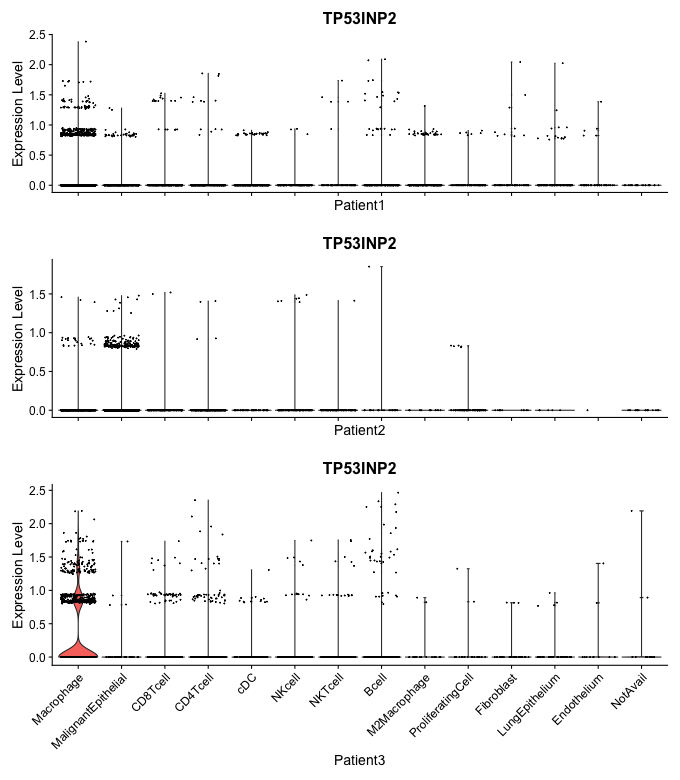 TP53INP2
Expression Level
2.5
2.0
1.5
1.0
0.5
0.0
Patient1
TP53INP2
Expression Level
1.5
1.0
0.5
0.0
Patient2
TP53INP2
Expression Level
2.5
2.0
1.5
1.0
0.5
0.0
Macrophage
MalignantEpithelial
CD8Tcell
CD4Tcell
cDC
NKcell
NKTcell
Bcell
M2Macrophage
ProliferatingCell
Fibroblast
LungEpithelium
Endothelium
NotAvail
Patient3